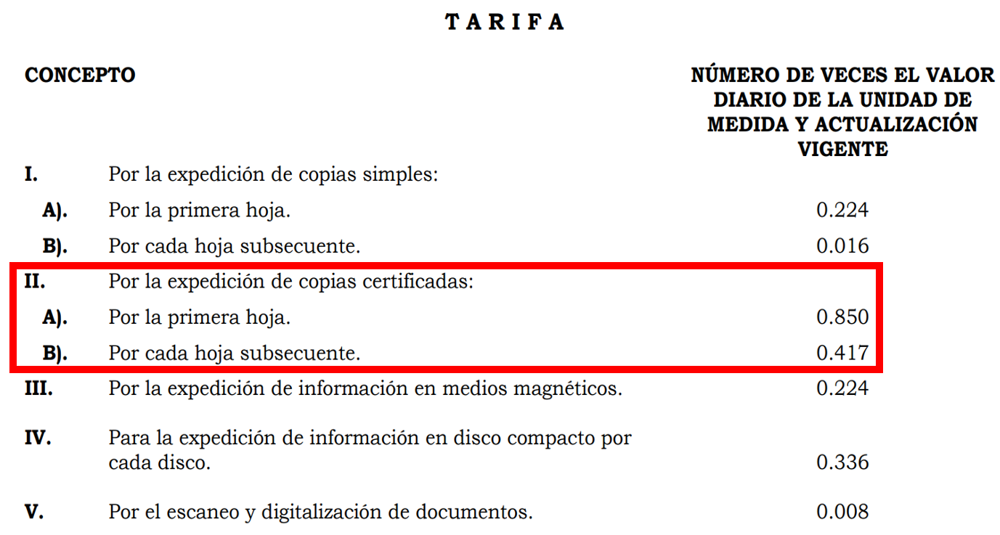 T A R I F A
CONCEPTO
NÚMERO DE VECES EL VALOR
DIARIO DE LA UNIDAD DE
MEDIDA Y ACTUALIZACIÓN
VIGENTE
I. Por la expedición de copias simples:
A). Por la primera hoja. 0.224
B). Por cada hoja subsecuente. 0.016
II. Por la expedición de copias certificadas:
A). Por la primera hoja. 0.850
B). Por cada hoja subsecuente. 0.417
III. Por la expedición de información en medios magnéticos. 0.224
IV. Para la expedición de información en disco compacto por
cada disco. 0.336
V. Por el escaneo y digitalización de documentos. 0.008